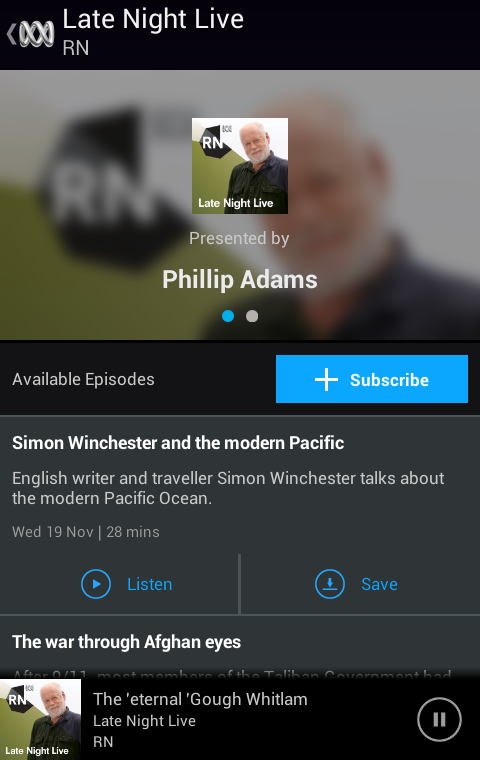 Late Night Live
RN
RN
RN
Late Night Live
Presented by
Phillip Adams
Available Episodes
Subscribe
Simon Winchester and the modern Pacific
English writer and traveller Simon Winchester talks about
the modern Pacific Ocean.
Wed 19 Nov | 28 mins
Listen
Save
The war through Afghan eyes
After 9/11, most members of the Taliban Government had
RN
Late Night Live
The 'eternal 'Gough Whitlam
Late Night Live
RN